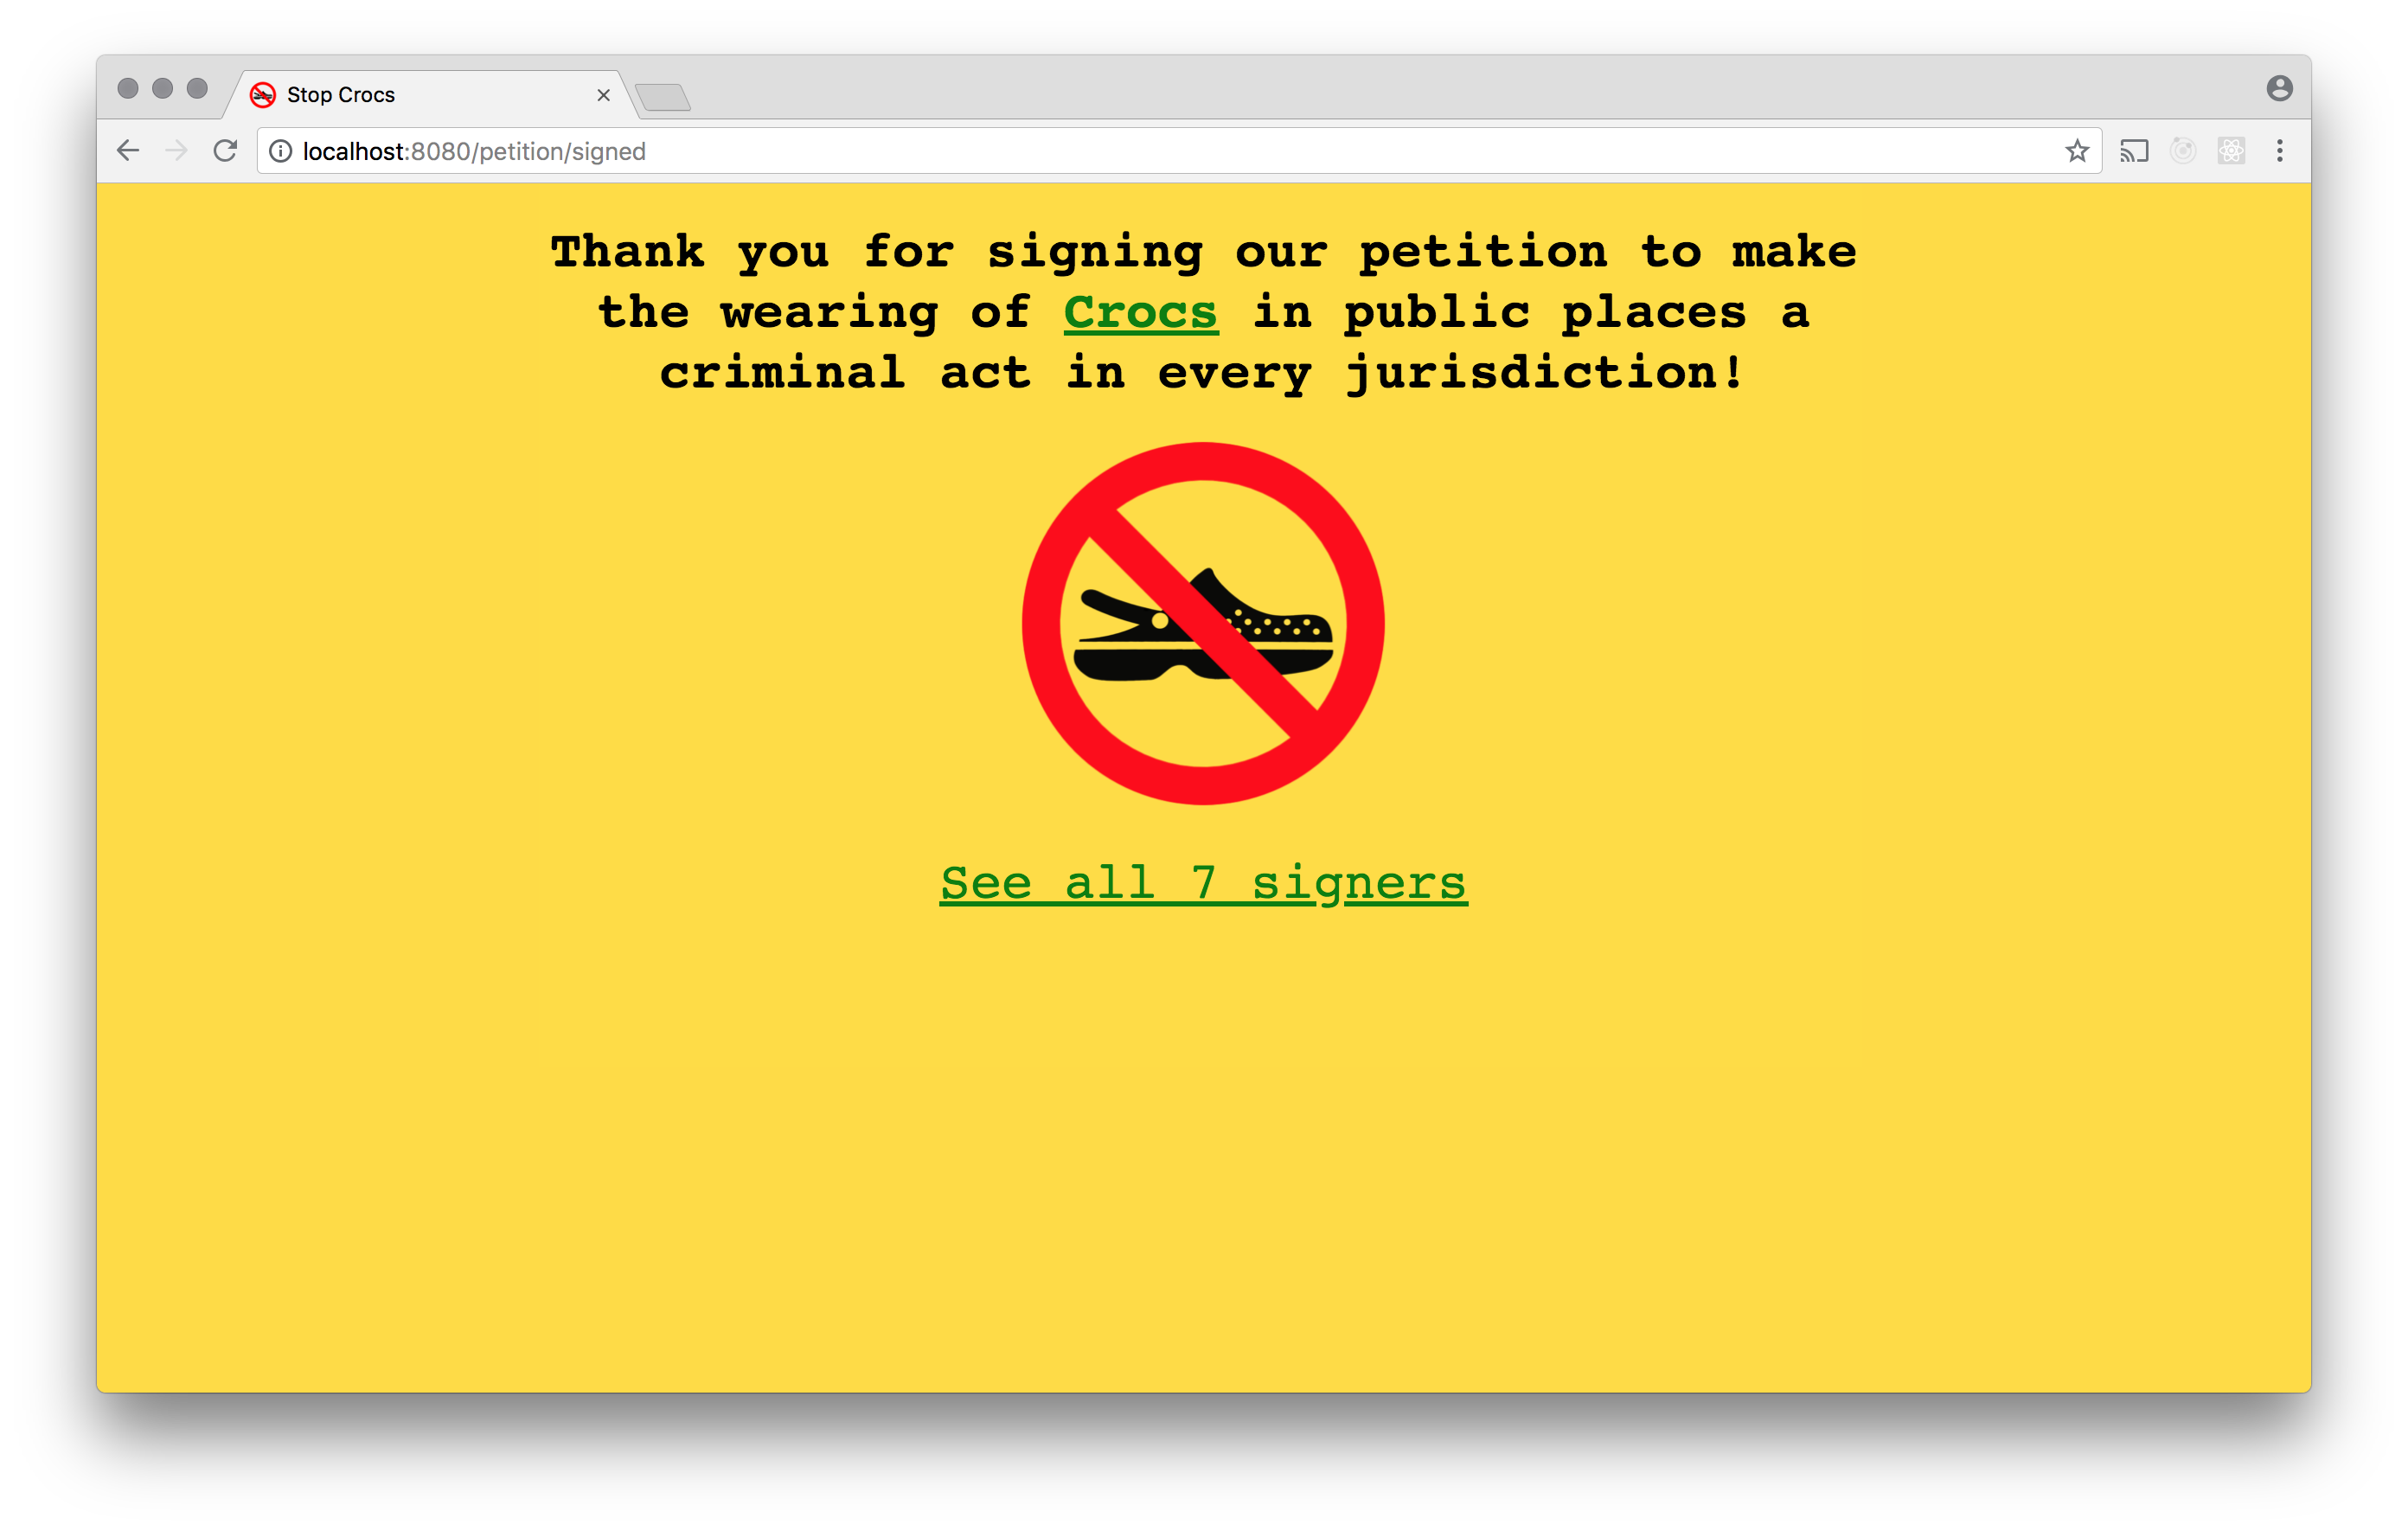 Stop Crocs
localhost:8080/petition/signed
Thank you for signing our petition to make
the wearing of Crocs in public places a
criminal act in every jurisdiction!
See all 7 signers